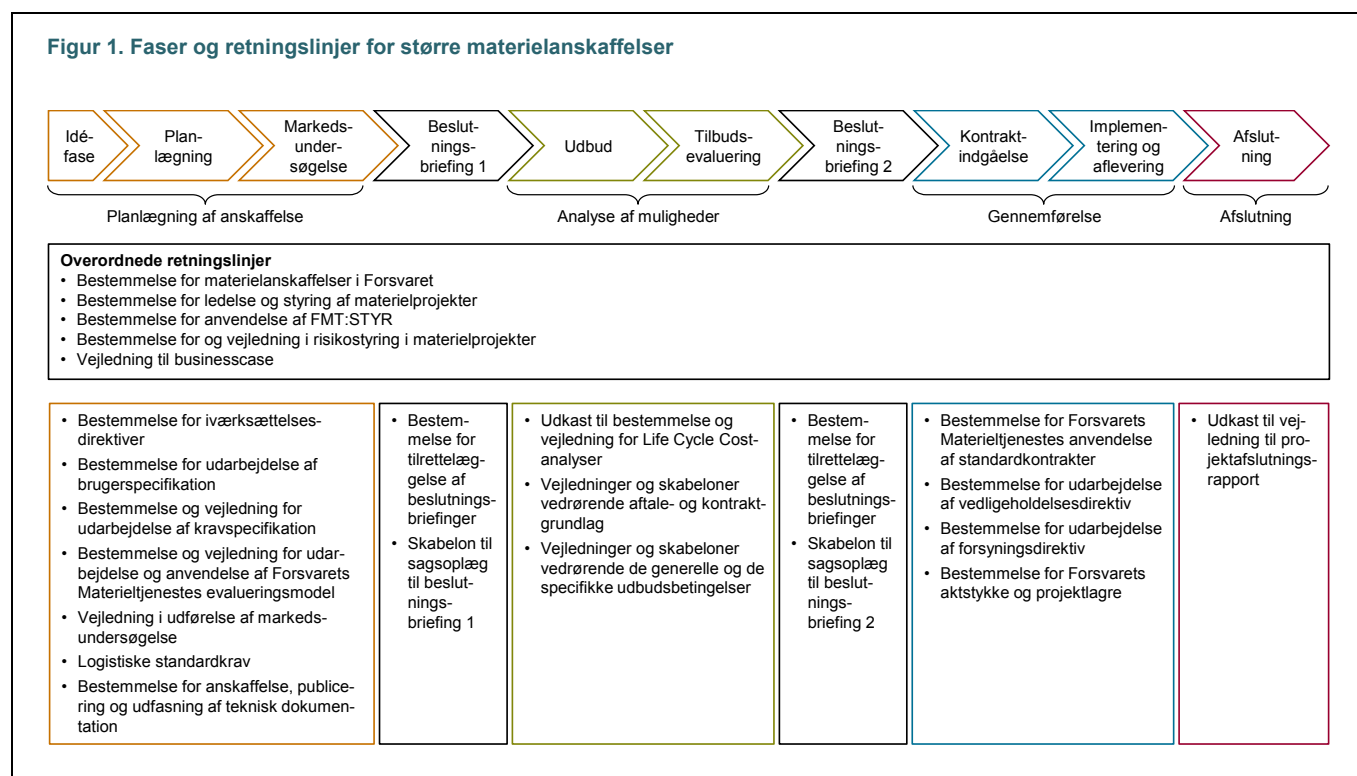 Figur 1. Faser og retningslinjer for større materielanskaffelser
Idé-
fase
Plan-
lægning
Markeds-
under-
søgelse
Beslut-
nings-
briefing 1
Udbud
Tilbuds-
evaluering
Beslut-
nings-
briefing 2
Kontrakt-
indgåelse
Implemen-
tering og
aflevering
Afslut-
ning
Planlægning af anskaffelse
Analyse af muligheder
Gennemførelse
Afslutning
Overordnede retningslinjer
• Bestemmelse for materielanskaffelser i Forsvaret
• Bestemmelse for ledelse og styring af materielprojekter
• Bestemmelse for anvendelse af FMT:STYR
• Bestemmelse for og vejledning i risikostyring i materielprojekter
• Vejledning til businesscase
• Bestemmelse for iværksættelses-
direktiver
• Bestemmelse for udarbejdelse af
brugerspecifikation
• Bestemmelse og vejledning for
udarbejdelse af kravspecifikation
• Bestemmelse og vejledning for udar-
bejdelse og anvendelse af Forsvarets
Materieltjenestes evalueringsmodel
• Vejledning i udførelse af markeds-
undersøgelse
• Logistiske standardkrav
• Bestemmelse for anskaffelse, publice-
ring og udfasning af teknisk dokumen-
tation
• Bestem-
melse for
tilrettelæg-
gelse af
beslutnings-
briefinger
• Skabelon til
sagsoplæg
til beslut-
nings-
briefing 1
• Udkast til bestemmelse og
vejledning for Life Cycle Cost-
analyser
• Vejledninger og skabeloner
vedrørende aftale- og kontrakt-
grundlag
• Vejledninger og skabeloner
vedrørende de generelle og de
specifikke udbudsbetingelser
• Bestem-
melse for
tilrettelæg-
gelse af
beslutnings-
briefinger
• Skabelon til
sagsoplæg
til beslut-
nings-
briefing 2
• Bestemmelse for Forsvarets
Materieltjenestes anvendelse
af standardkontrakter
• Bestemmelse for udarbejdelse
af vedligeholdelsesdirektiv
• Bestemmelse for udarbejdelse
af forsyningsdirektiv
• Bestemmelse for Forsvarets
aktstykke og projektlagre
• Udkast til vej-
ledning til pro-
jektafslutnings-
rapport